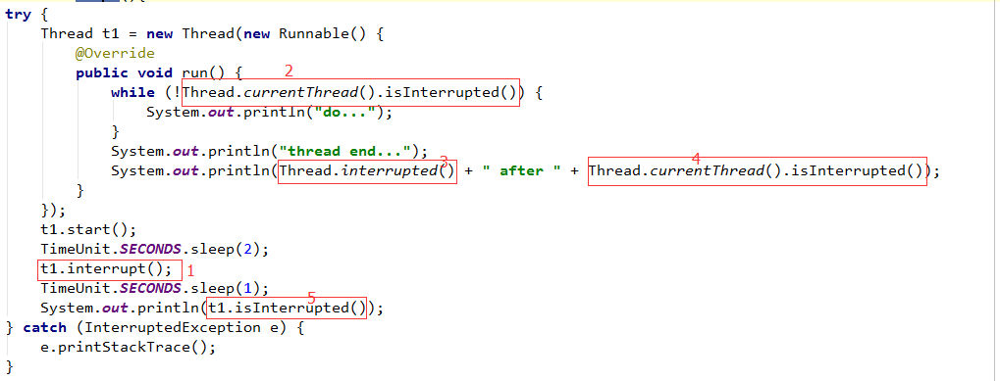 try {
Thread t1 = new Thread(new Runnable() {
@Override
public void run() {
2
while (!Thread.currentThread().isInterrupted()) {
System.out.println("do...");
}
System.out.println("thread end...");
3 4
System.out.println(Thread.interrupted() + " after " + Thread.currentThread().isInterrupted());
}
});
t1.start();
TimeUnit.SECONDS.sleep(2);
t1.interrupt(); 1
TimeUnit.SECONDS.sleep(1);
5
System.out.println(t1.isInterrupted());
} catch (InterruptedException e) {
e.printStackTrace();
}